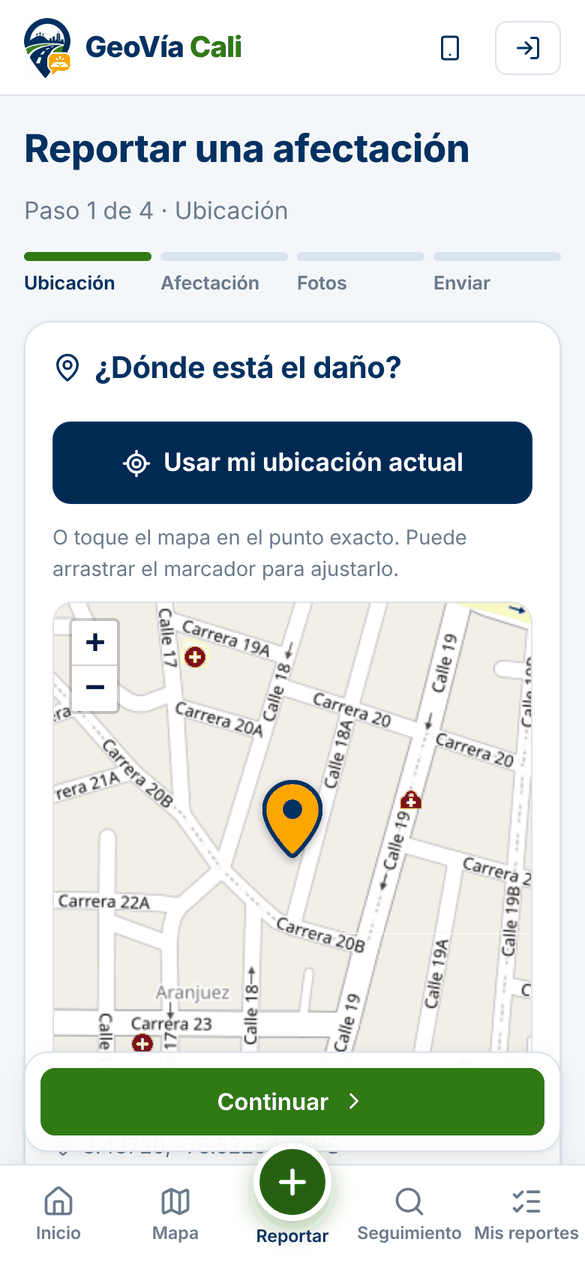 GeoVía Cali
Reportar una afectación
Paso 1 de 4 · Ubicación
Ubicación
Afectación
Fotos
Enviar
¿Dónde está el daño?
Usar mi ubicación actual
O toque el mapa en el punto exacto. Puede
arrastrar el marcador para ajustarlo.
+
−
Calle 17
Carrera 19A
Calle 18
Calle 19
Carrera 20
Carrera 20A
Calle 18A
Carrera 20
rera 21A
Carrera 20B
Calle 19
Carrera 2
Carrera 22A
Calle 19B
Carrera 20B
Calle 19A
Aranjuez
Calle 18
Carrera 23
Calle 19
Calle
17
Continuar
Inicio
Mapa
Reportar
Seguimiento
Mis reportes